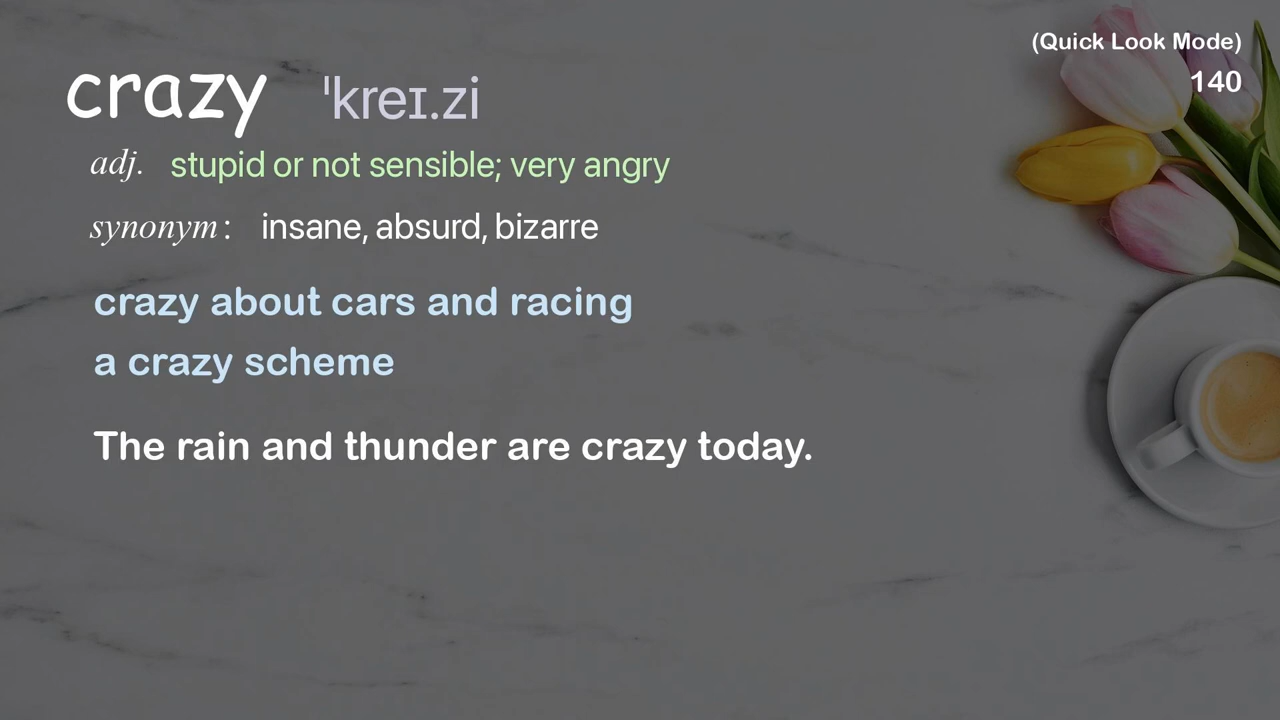 (Quick Look Mode)
140
crazy ˈkreɪ.zi
adj. stupid or not sensible; very angry
synonym: insane, absurd, bizarre
crazy about cars and racing
a crazy scheme
The rain and thunder are crazy today.